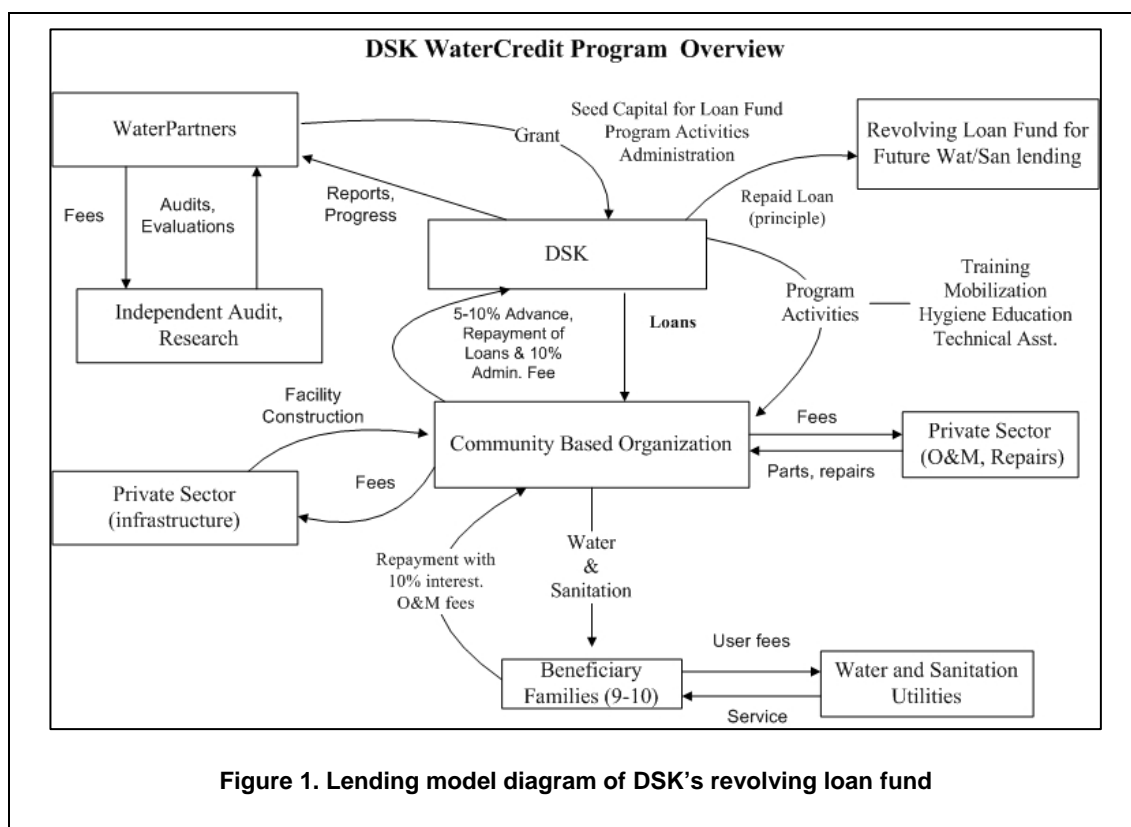 DSK WaterCredit Program Overview
WaterPartners
Grant
Seed Capital for Loan Fund
Program Activities
Administration
Revolving Loan Fund for
Future Wat/San lending
Fees
Audits,
Evaluations
Reports,
Progress
Repaid Loan
(principle)
DSK
Independent Audit,
Research
5-10% Advance,
Repayment of
Loans & 10%
Admin. Fee
Loans
Program
Activities
Training
Mobilization
Hygiene Education
Technical Asst.
Facility
Construction
Community Based Organization
Fees
Parts, repairs
Private Sector
(O&M, Repairs)
Private Sector
(infrastructure)
Fees
Repayment with
10% interest.
O&M fees
Water
&
Sanitation
Beneficiary
Families (9-10)
User fees
Service
Water and Sanitation
Utilities
Figure 1. Lending model diagram of DSK's revolving loan fund